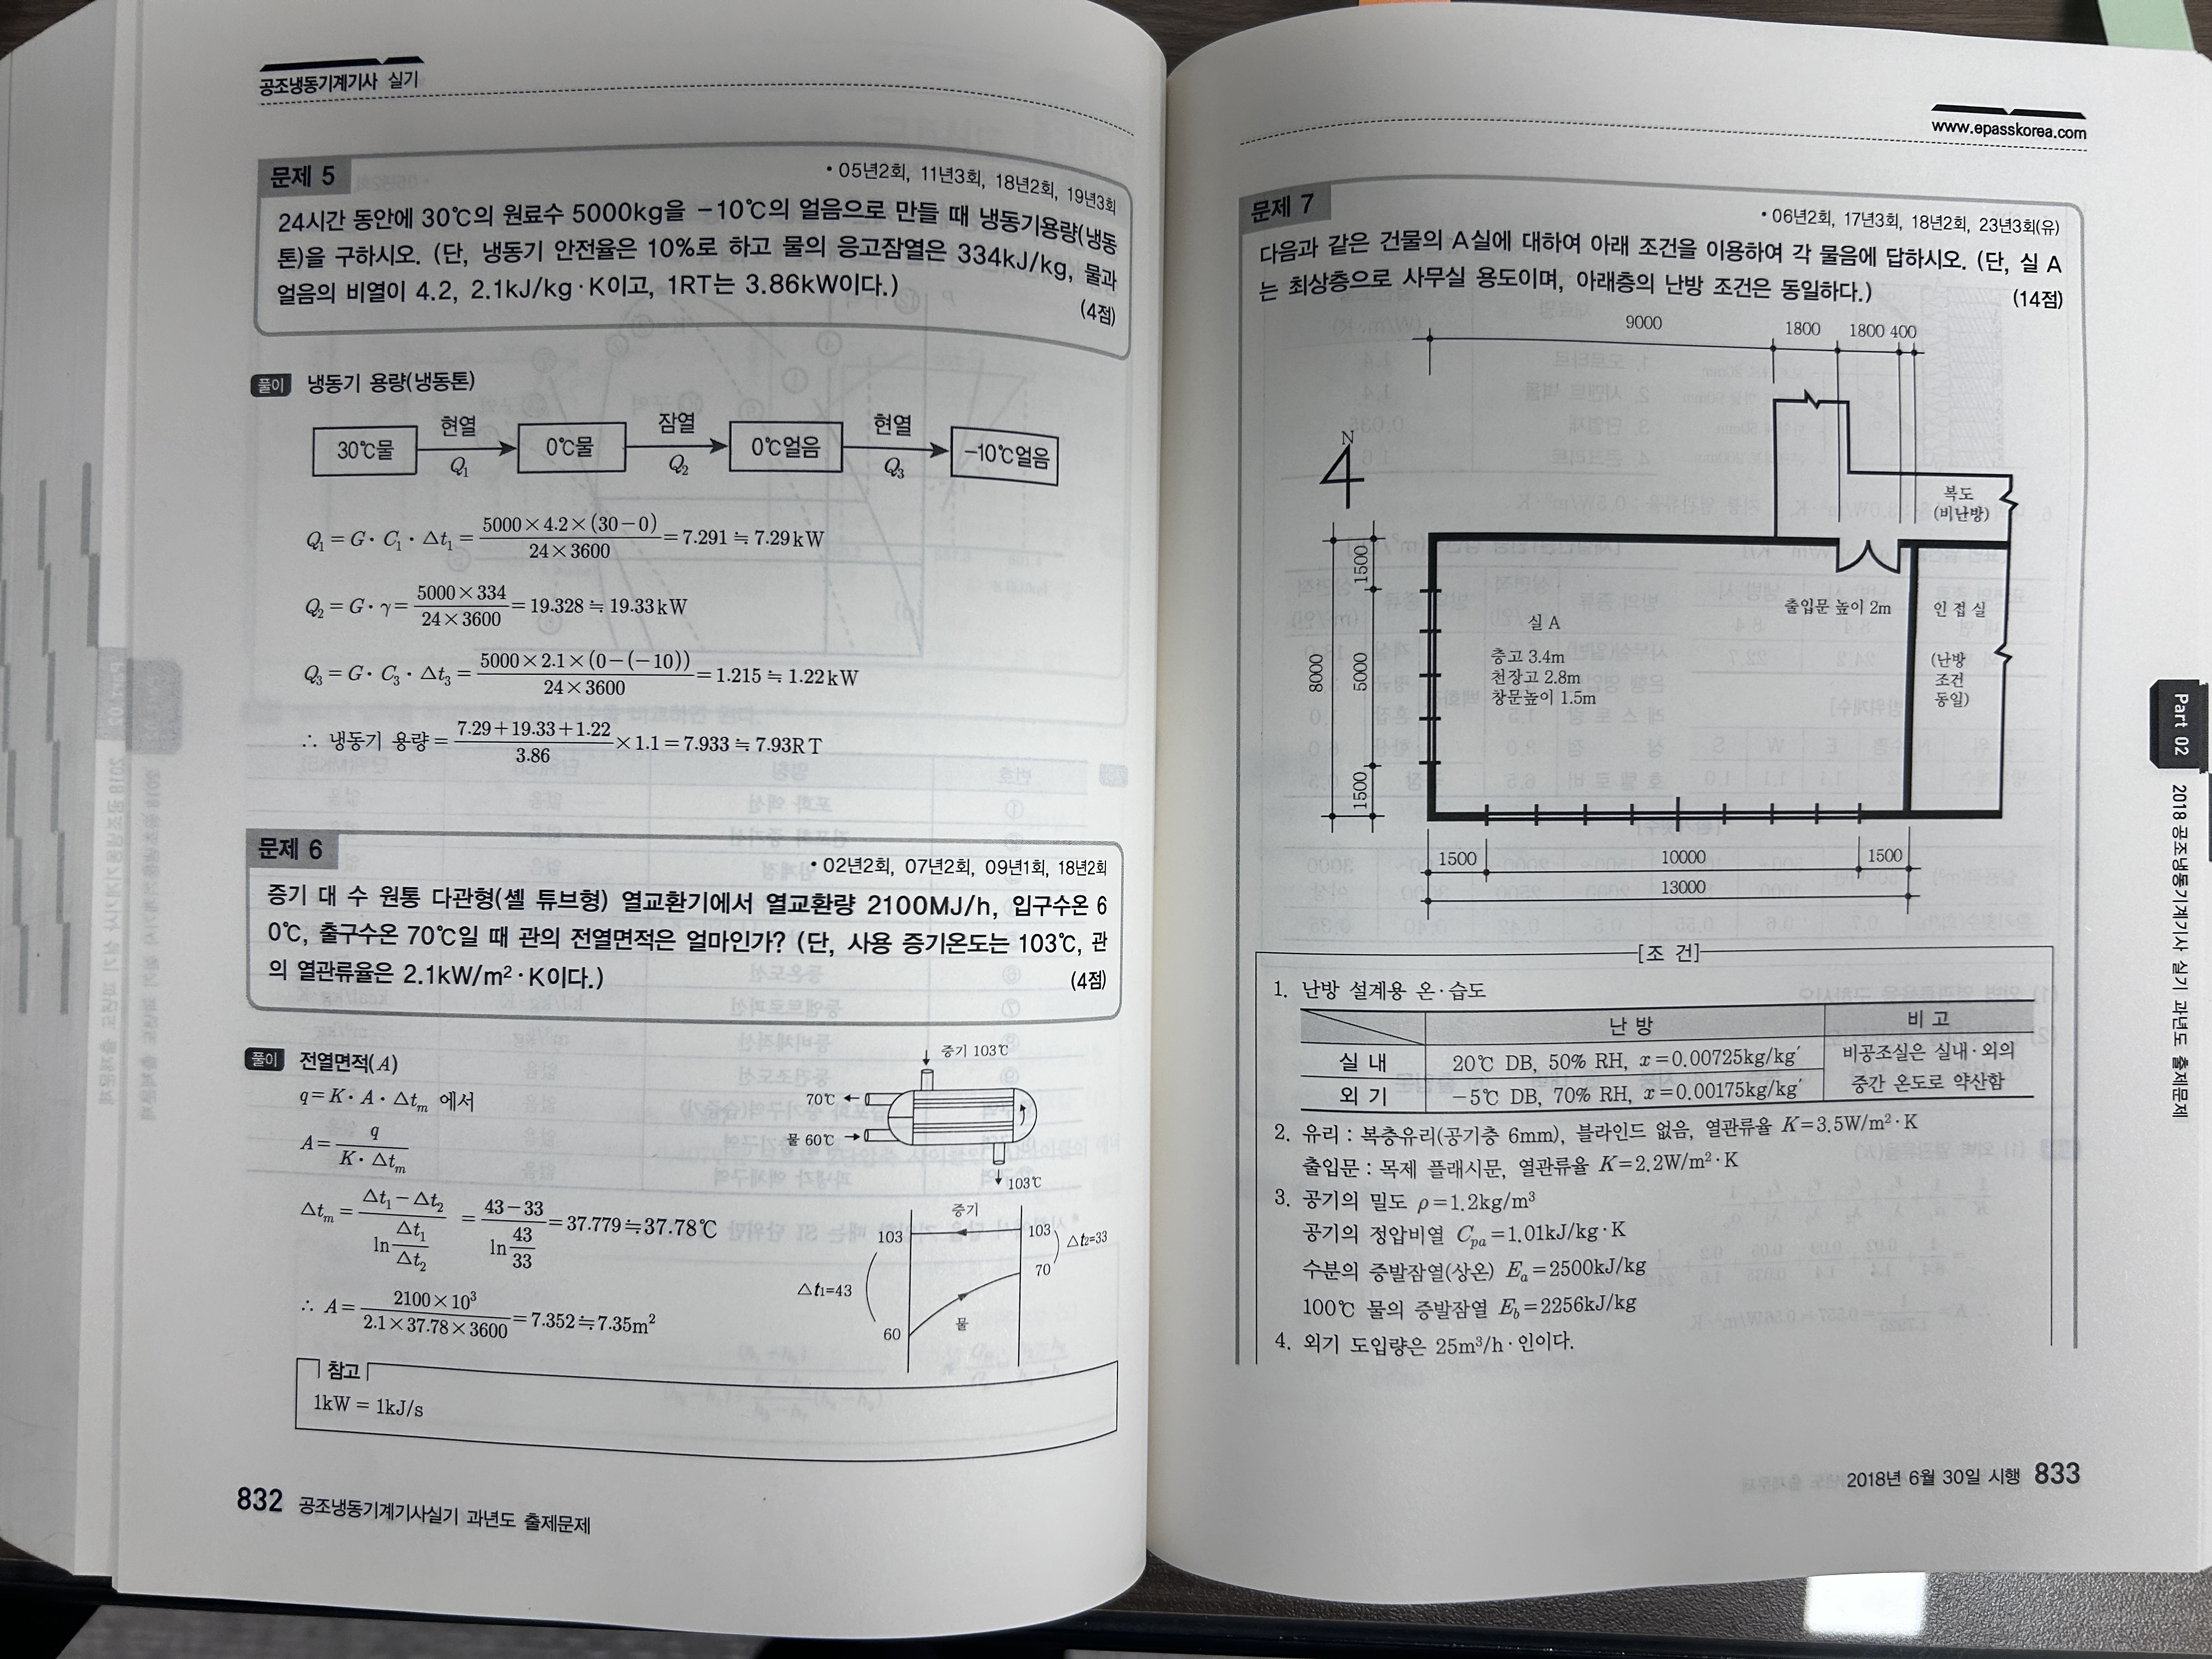 공조냉동기계기사 실기
문제 5
• 05년2회, 11년3회, 18년2회, 19년3회
24시간 동안에 30℃의 원료수 5000kg을 −10℃의 얼음으로 만들 때 냉동기용량(냉동
톤)을 구하시오. (단, 냉동기 안전율은 10%로 하고 물의 응고잠열은 334kJ/kg, 물과
얼음의 비열이 4.2, 2.1kJ/kg·K이고, 1RT는 3.86kW이다.)
(4점)
풀이 냉동기 용량(냉동톤)
30℃물 현열 Q₁ 0℃물 잠열 Q₂ 0℃얼음 현열 Q₃ −10℃얼음
Q₁ = G· C₁· Δt₁ = 5000×4.2×(30−0) / 24×3600 = 7.291 ≒ 7.29kW
Q₂ = G·γ = 5000×334 / 24×3600 = 19.328 ≒ 19.33kW
Q₃ = G· C₃· Δt₃ = 5000×2.1×(0−(−10)) / 24×3600 = 1.215 ≒ 1.22kW
∴ 냉동기 용량 = 7.29+19.33+1.22 / 3.86 ×1.1 = 7.933 ≒ 7.93RT
문제 6
• 02년2회, 07년2회, 09년1회, 18년2회
증기 대 수 원통 다관형(셸 튜브형) 열교환기에서 열교환량 2100MJ/h, 입구수온 6
0℃, 출구수온 70℃일 때 관의 전열면적은 얼마인가? (단, 사용 증기온도는 103℃, 관
의 열관류율은 2.1kW/m²·K이다.)
(4점)
풀이 전열면적(A)
q = K· A· Δtm 에서
A = q / K· Δtm
Δtm = Δt₁−Δt₂ / ln Δt₁/Δt₂ = 43−33 / ln 43/33 = 37.779≒37.78℃
∴ A = 2100×10³ / 2.1×37.78×3600 = 7.352≒7.35m²
증기 103℃
70℃
물 60℃
103℃
증기
103
103
Δt₂=33
70
Δt₁=43
60
물
참고
1kW = 1kJ/s
832 공조냉동기계기사실기 과년도 출제문제
www.epasskorea.com
문제 7
• 06년2회, 17년3회, 18년2회, 23년3회(유)
다음과 같은 건물의 A실에 대하여 아래 조건을 이용하여 각 물음에 답하시오. (단, 실 A
는 최상층으로 사무실 용도이며, 아래층의 난방 조건은 동일하다.)
(14점)
9000
1800
1800 400
N
복도
(비난방)
1500
8000
5000
1500
출입문 높이 2m
인 접 실
실 A
층고 3.4m
천장고 2.8m
창문높이 1.5m
(난방
조건
동일)
1500
10000
1500
13000
[조 건]
1. 난방 설계용 온·습도
난 방 비 고
실 내 20℃ DB, 50% RH, x=0.00725kg/kg′ 비공조실은 실내·외의
외 기 −5℃ DB, 70% RH, x=0.00175kg/kg′ 중간 온도로 약산함
2. 유리 : 복층유리(공기층 6mm), 블라인드 없음, 열관류율 K=3.5W/m²·K
출입문 : 목제 플래시문, 열관류율 K=2.2W/m²·K
3. 공기의 밀도 ρ=1.2kg/m³
공기의 정압비열 Cpa=1.01kJ/kg·K
수분의 증발잠열(상온) Ea=2500kJ/kg
100℃ 물의 증발잠열 Eb=2256kJ/kg
4. 외기 도입량은 25m³/h·인이다.
Part 02
2018 공조냉동기계기사 실기 과년도 출제문제
2018년 6월 30일 시행 833